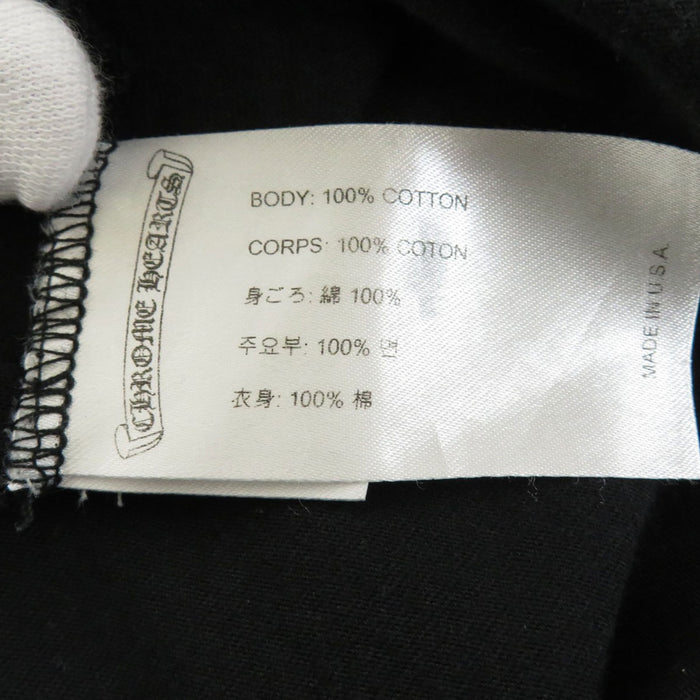 CHROME HEARTS
BODY: 100% COTTON
CORPS: 100% COTON
身ごろ: 綿 100%
주요부: 100% 면
衣身: 100% 棉
MADE IN U.S.A.